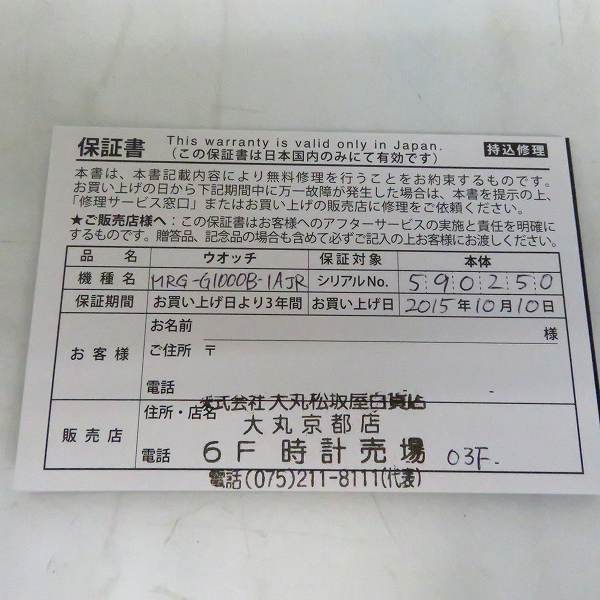 保証書 This warranty is valid only in Japan. 持込修理
(この保証書は日本国内のみにて有効です)
本書は、本書記載内容により無料修理を行うことをお約束するものです。
お買い上げの日から下記期間中に万一故障が発生した場合は、本書を提示の上、
「修理サービス窓口」またはお買い上げの販売店に修理をご依頼ください。
★ご販売店様へ：この保証書はお客様へのアフターサービスの実施と責任を明確に
するものです。贈答品、記念品の場合も含めて必ずご記入の上お客様にお渡しください。
品名 ウオッチ 保証対象 本体
機種名 MRG-G1000B-1AJR シリアルNo. 590250
保証期間 お買い上げ日より3年間 お買い上げ日 2015年10月10日
お客様 お名前 様
ご住所 〒
電話
販売店 住所・店名 株式会社 大丸松坂屋百貨店
大丸京都店
電話 6F 時計売場 03F.
電話(075)211-8111(代表)